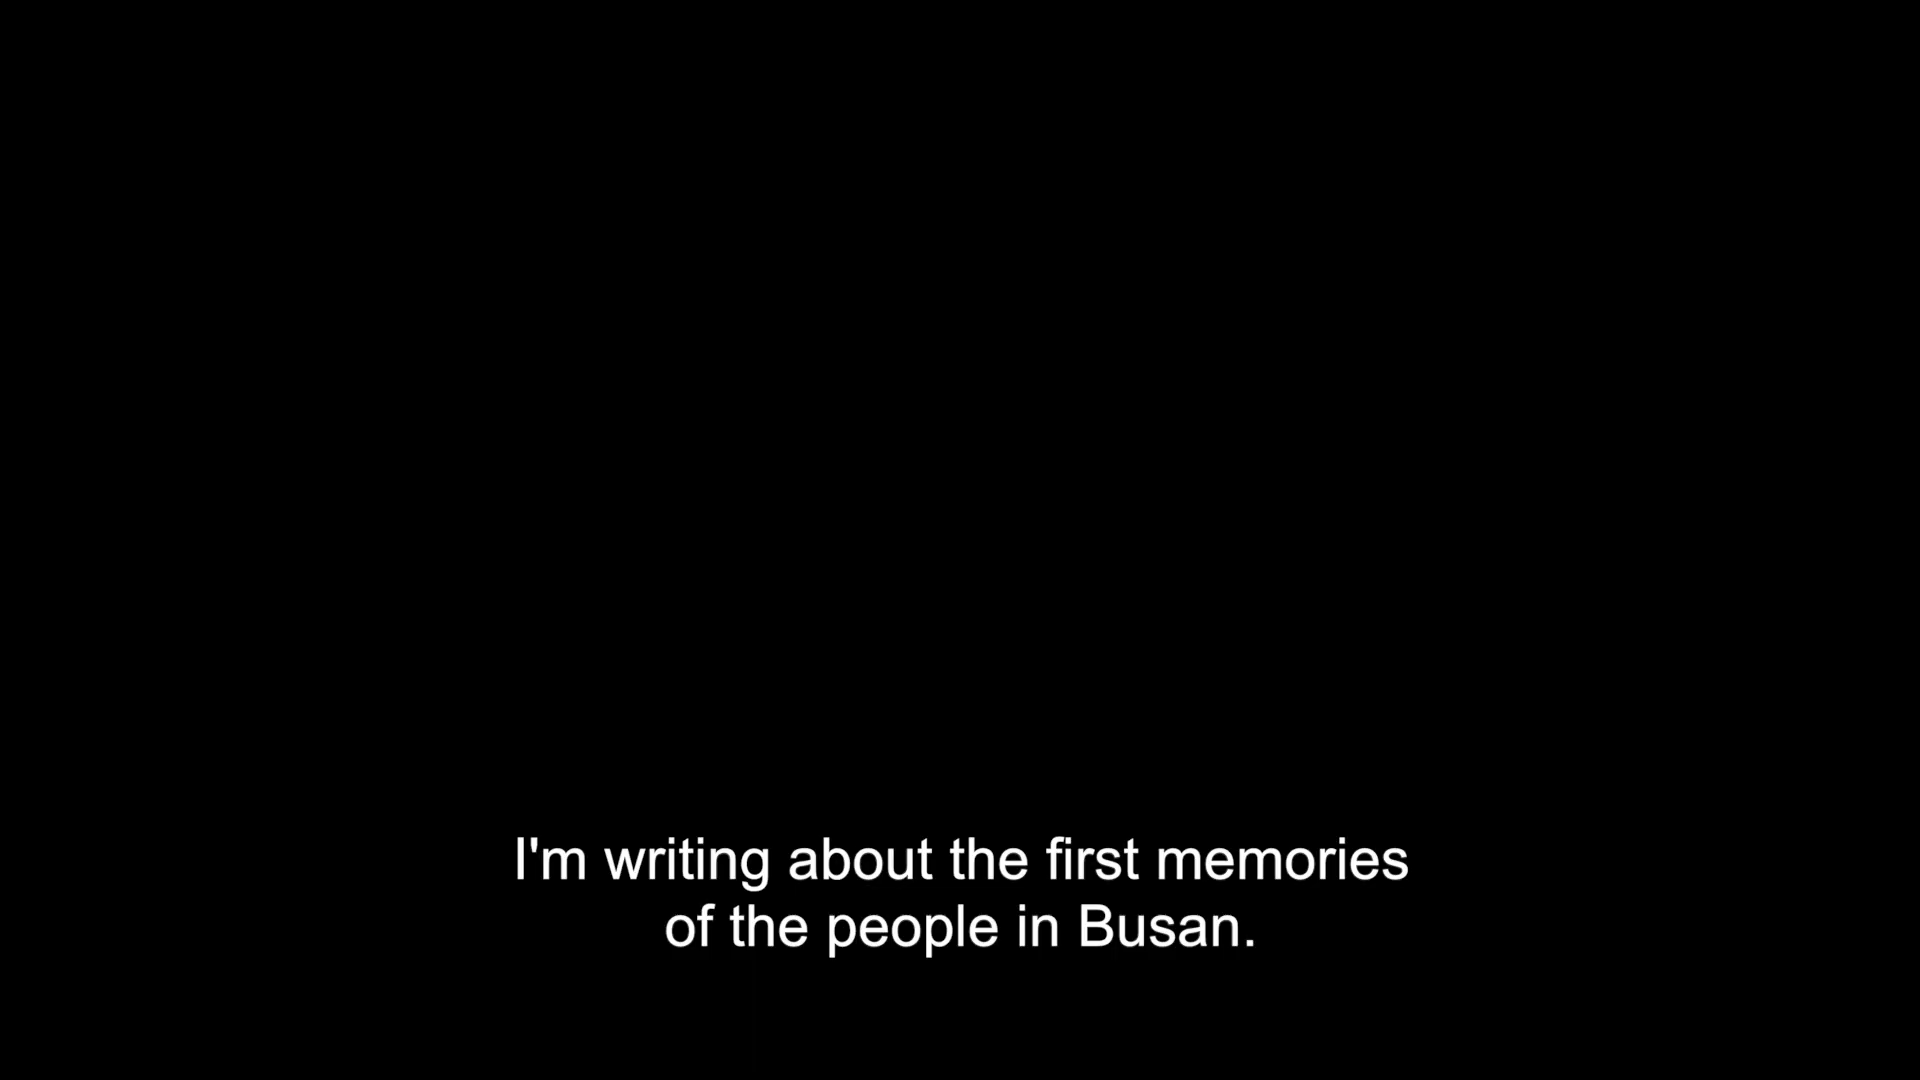 I'm writing about the first memories
of the people in Busan.